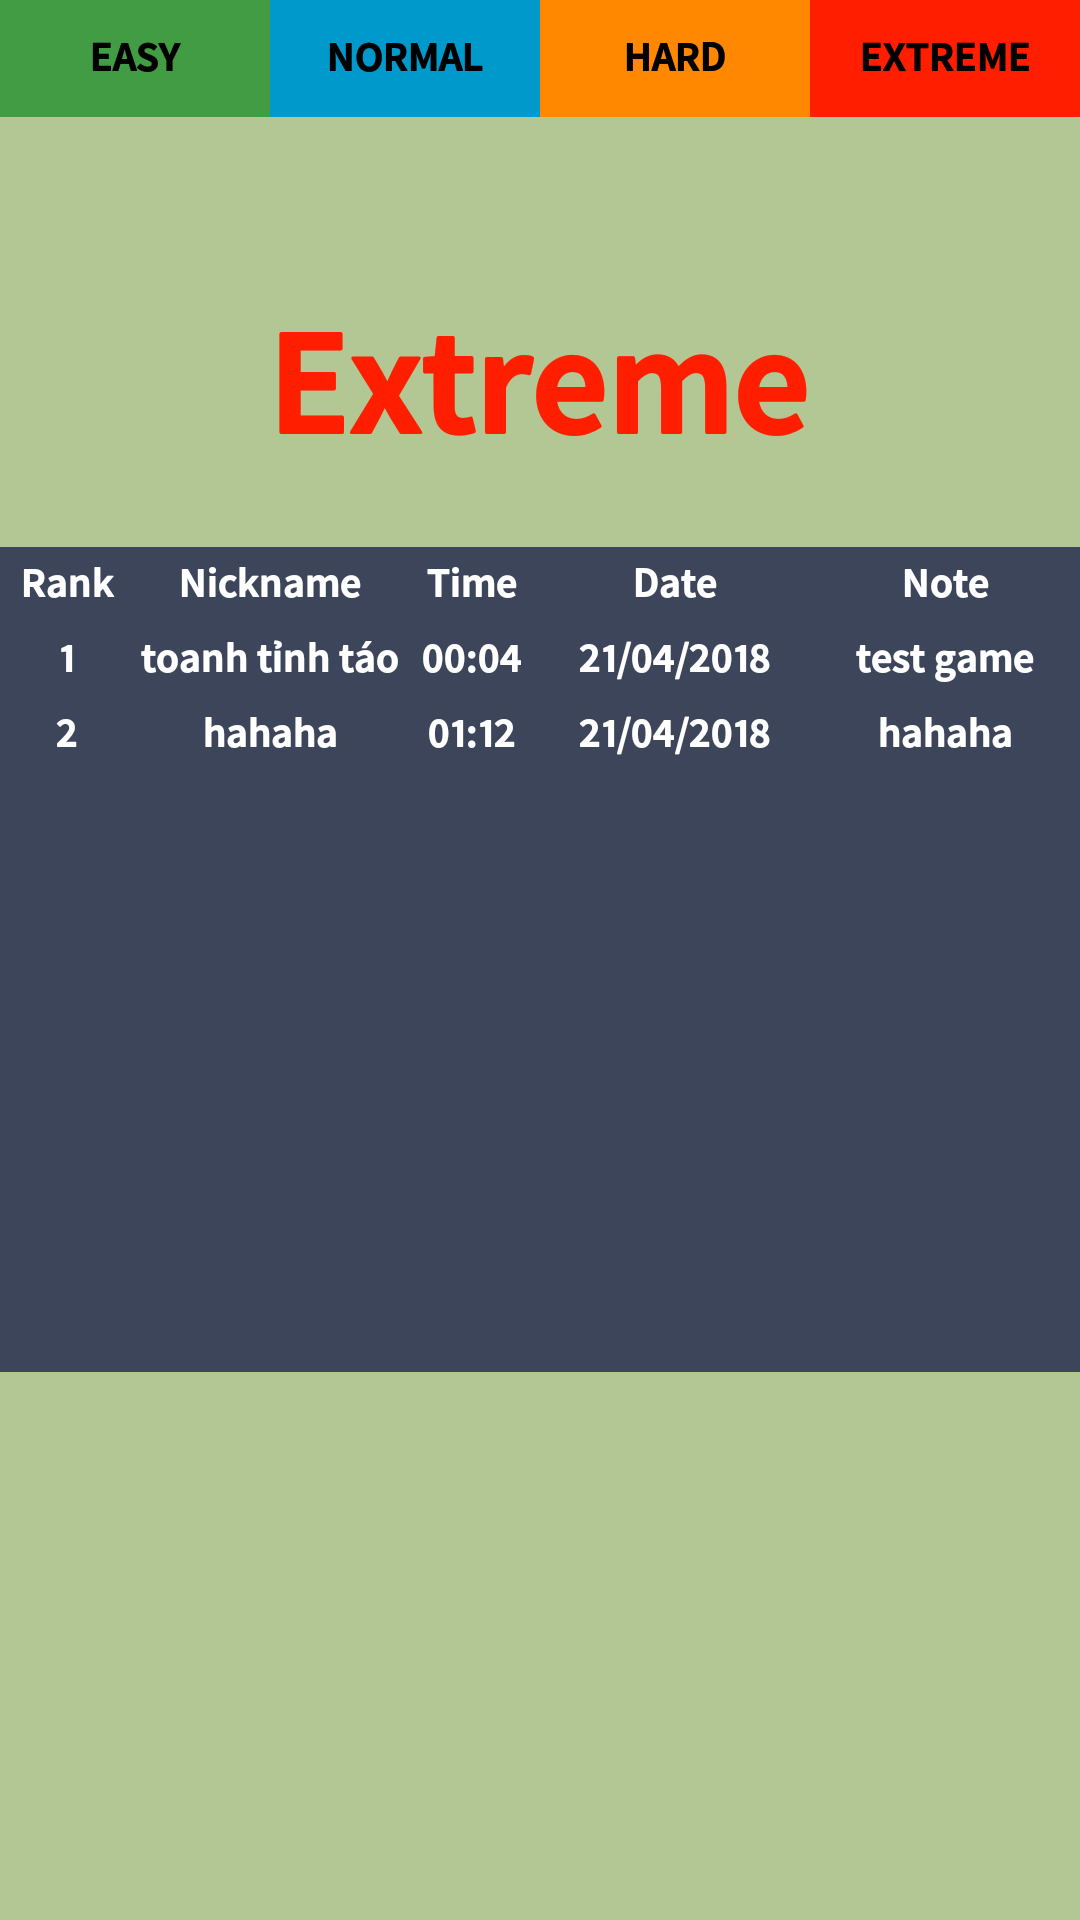 EASY NORMAL HARD EXTREME
Extreme
Rank Nickname Time Date Note
1 toanh tỉnh táo 00:04 21/04/2018 test game
2 hahaha 01:12 21/04/2018 hahaha